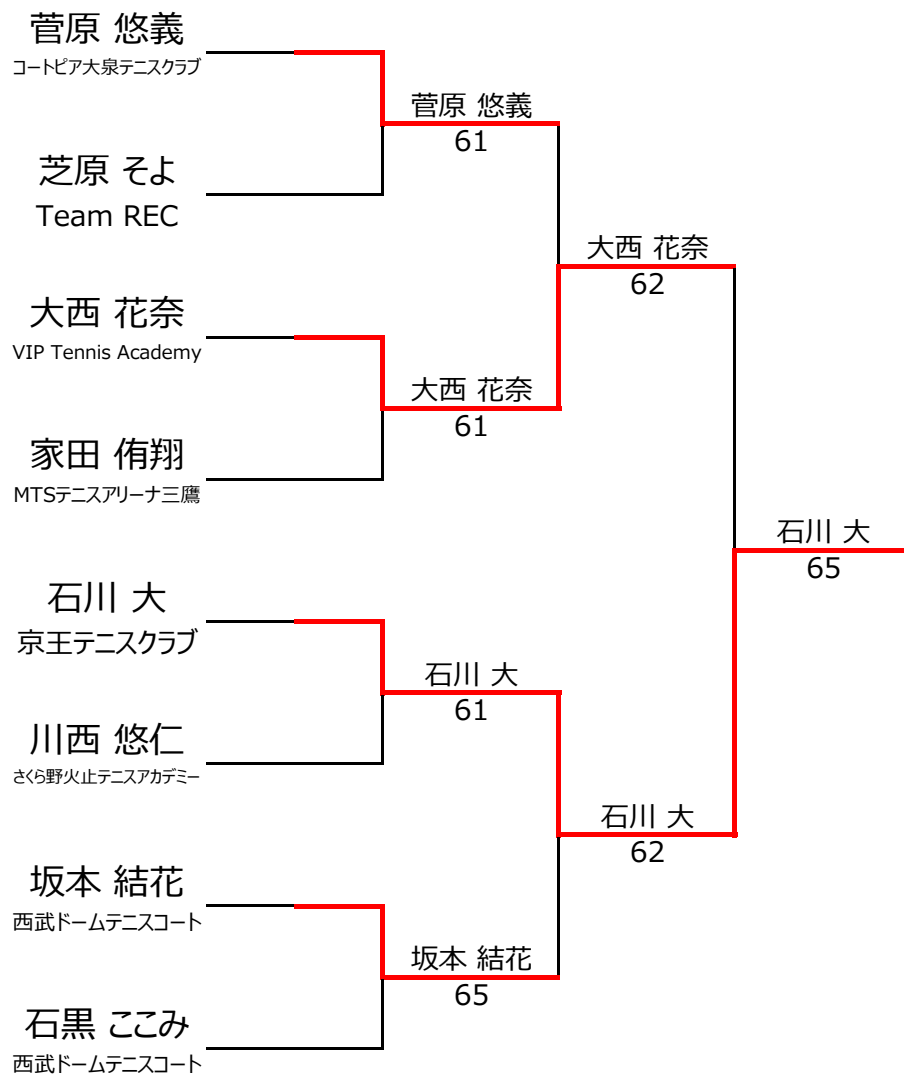 菅原 悠義
コートピア大泉テニスクラブ
菅原 悠義
61
芝原 そよ
Team REC
大西 花奈
62
大西 花奈
VIP Tennis Academy
大西 花奈
61
家田 侑翔
MTSテニスアリーナ三鷹
石川 大
65
石川 大
京王テニスクラブ
石川 大
61
川西 悠仁
さくら野火止テニスアカデミー
石川 大
62
坂本 結花
西武ドームテニスコート
坂本 結花
65
石黒 ここみ
西武ドームテニスコート